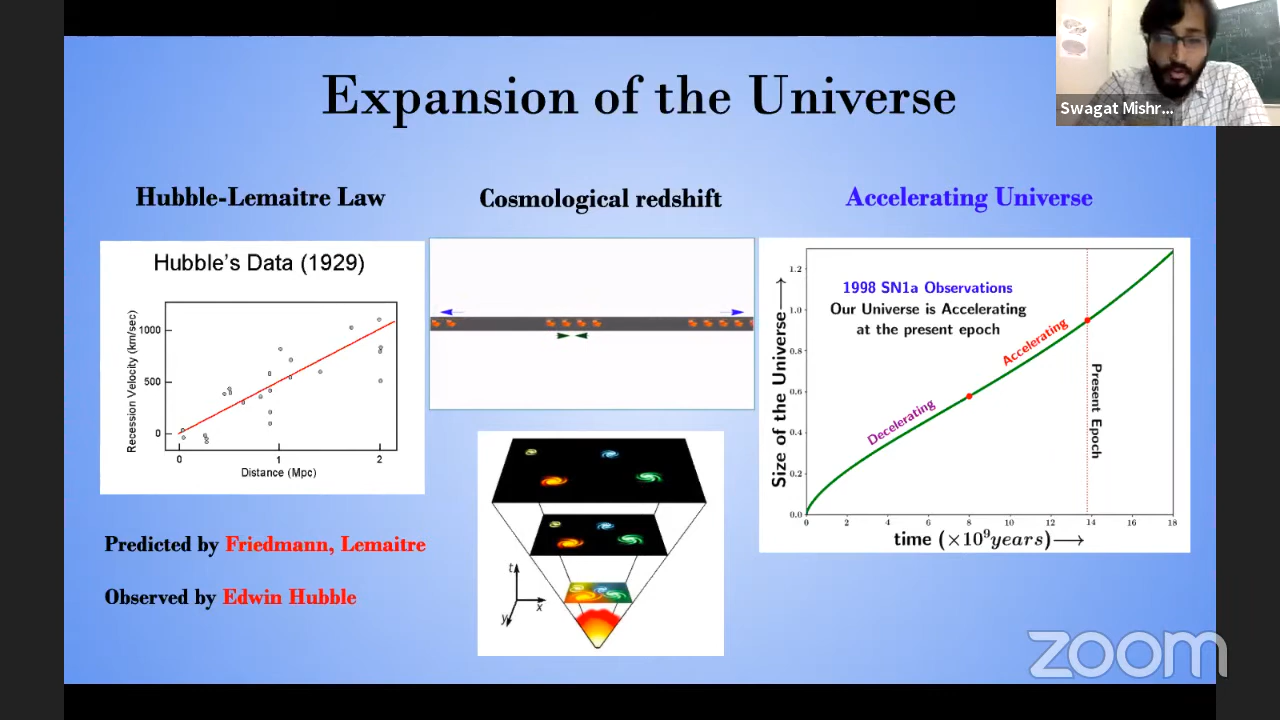 Expansion of the Universe
Swagat Mishr...
Hubble-Lemaitre Law
Cosmological redshift
Accelerating Universe
Hubble's Data (1929)
Recession Velocity (km/sec)
1000
500
0
0
1
2
Distance (Mpc)
Predicted by Friedmann, Lemaitre
Observed by Edwin Hubble
t
x
y
1998 SN1a Observations
Our Universe is Accelerating
at the present epoch
Size of the Universe
Decelerating
Accelerating
Present Epoch
1.2
1.0
0.8
0.6
0.4
0.2
0.0
0
2
4
6
8
10
12
14
16
18
time (×10⁹years)
zoom